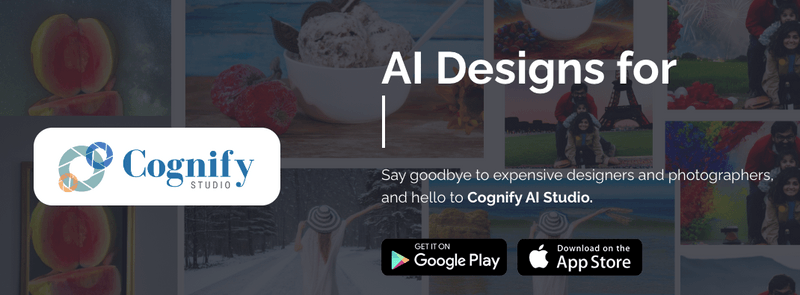 AI Designs for
Cognify
STUDIO
Say goodbye to expensive designers and photographers,
and hello to Cognify AI Studio.
GET IT ON
Google Play
Download on the
App Store